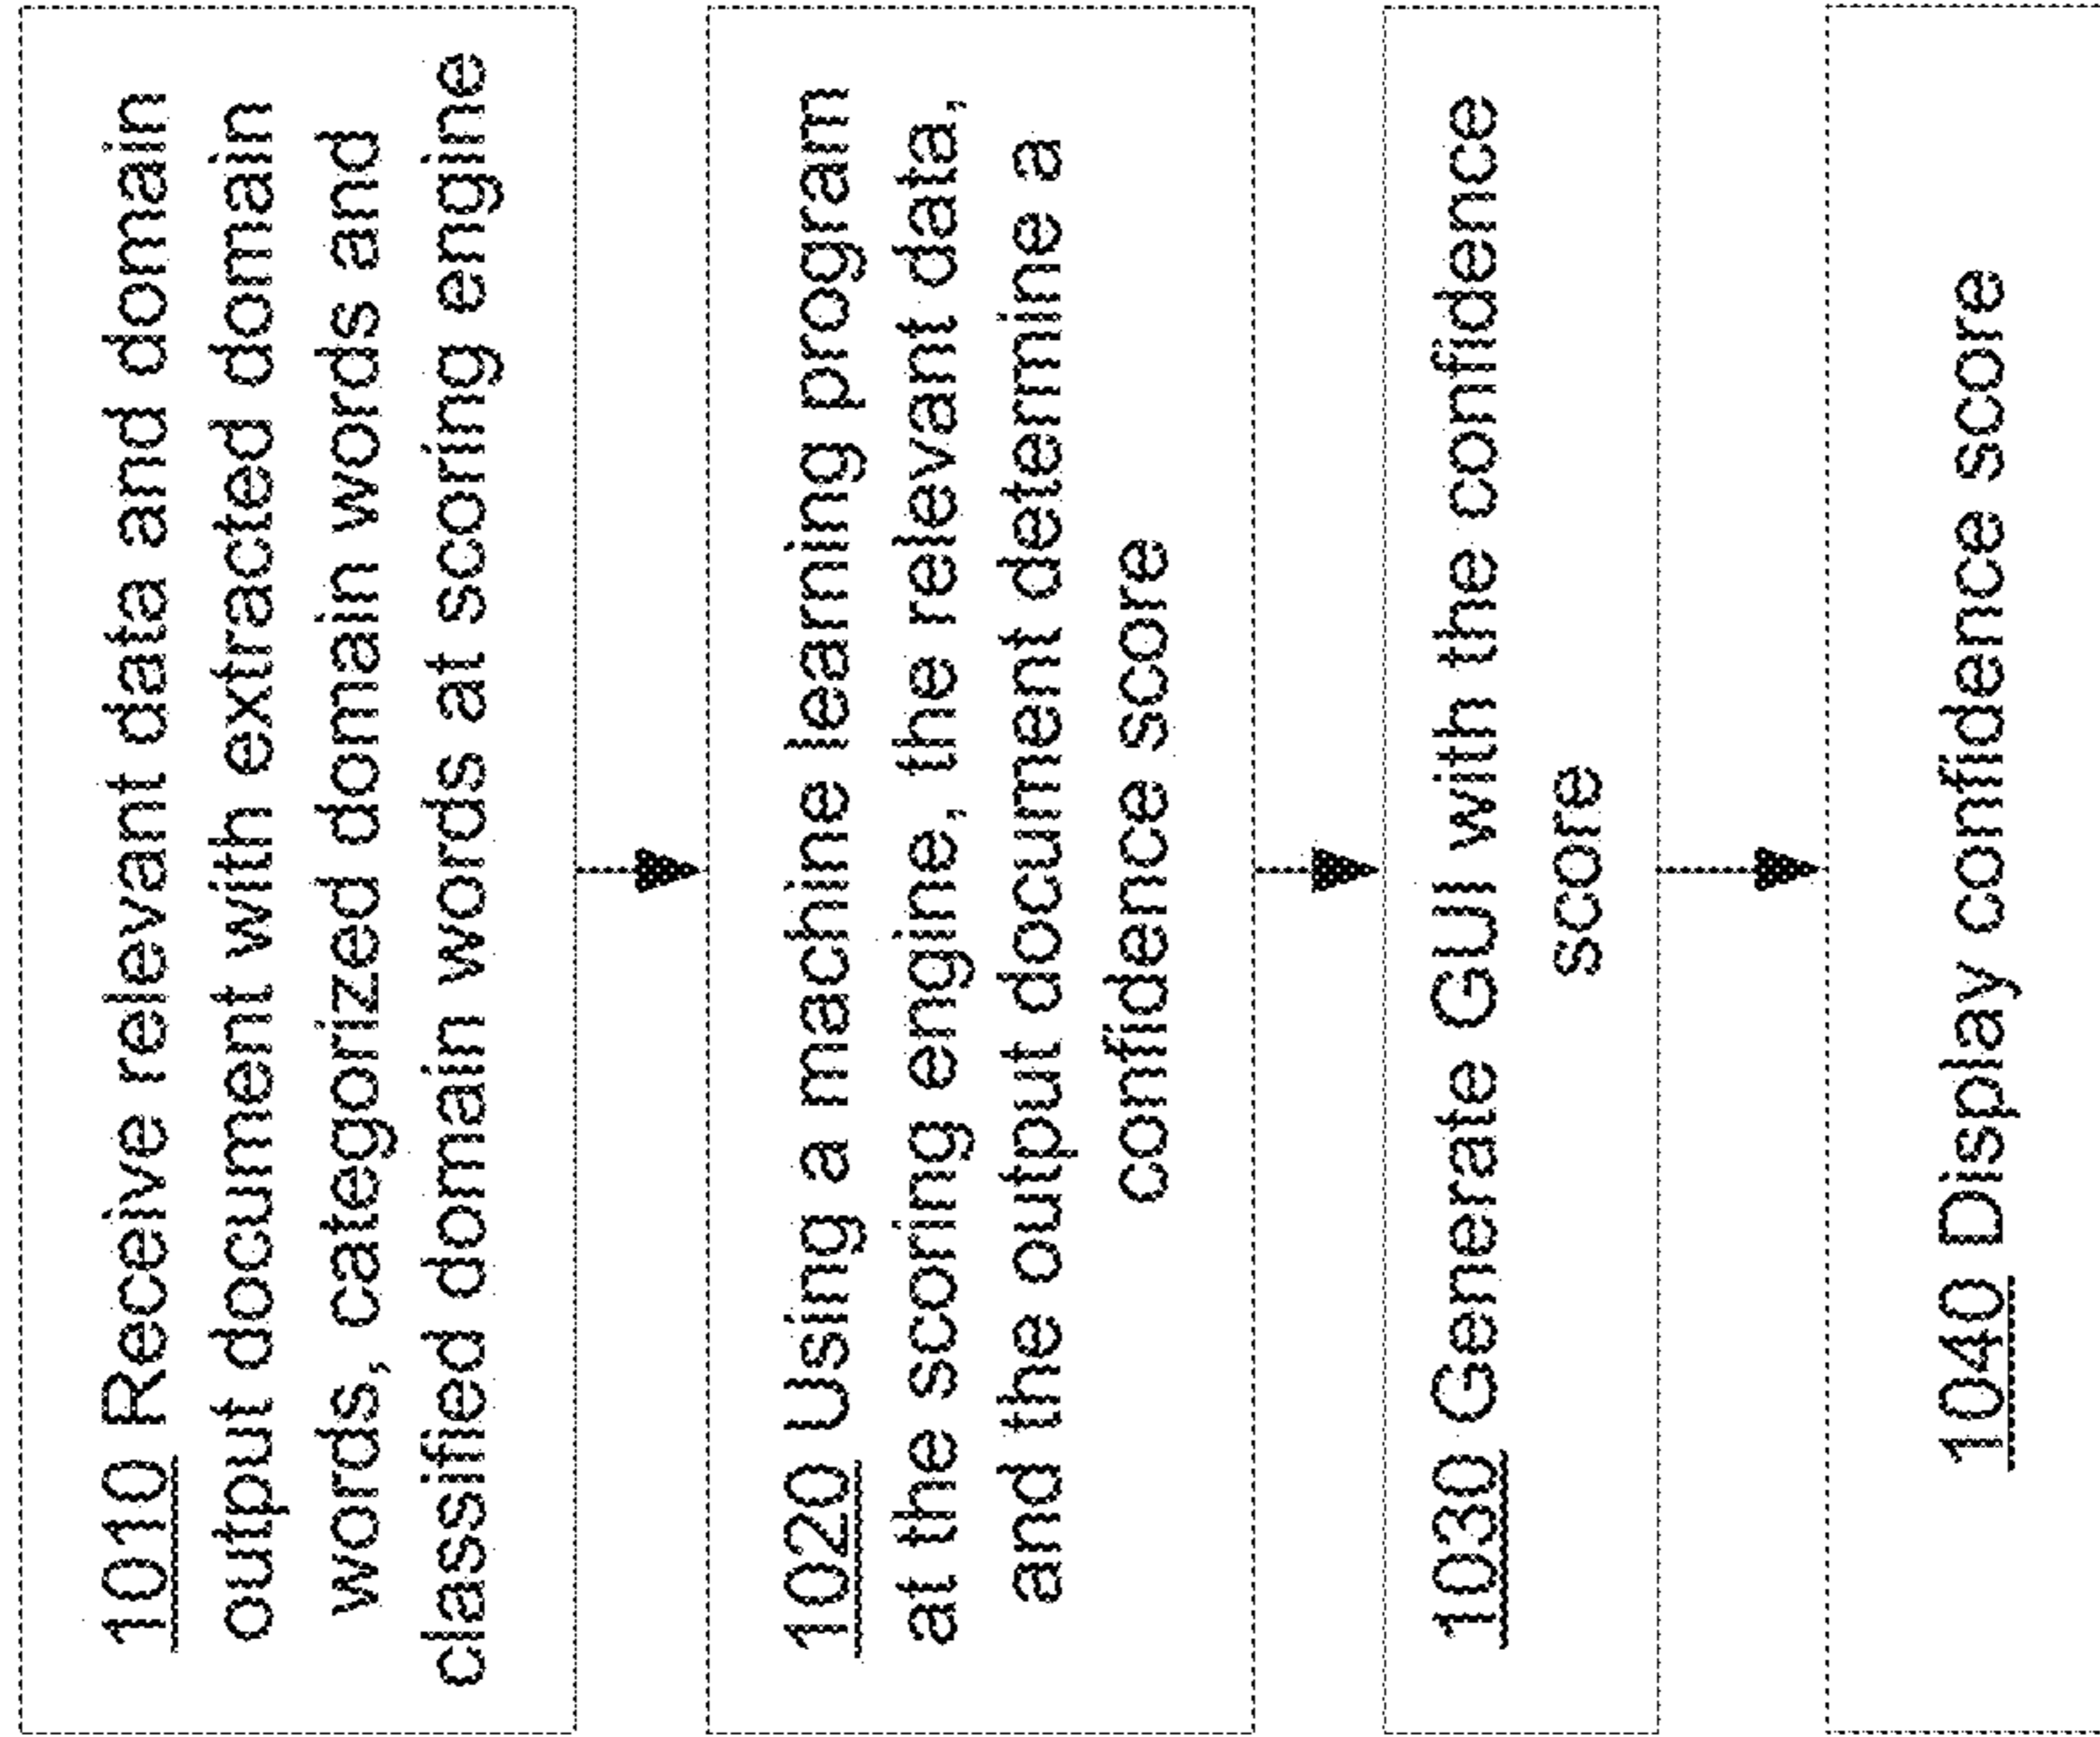 1010 Receive relevant data and domain
output document with extracted domain
words, categorized domain words and
classified domain words at scoring engine
1020 Using a machine learning program
at the scoring engine, the relevant data,
and the output document determine a
confidence score
1030 Generate GUI with the confidence
score
1040 Display confidence score